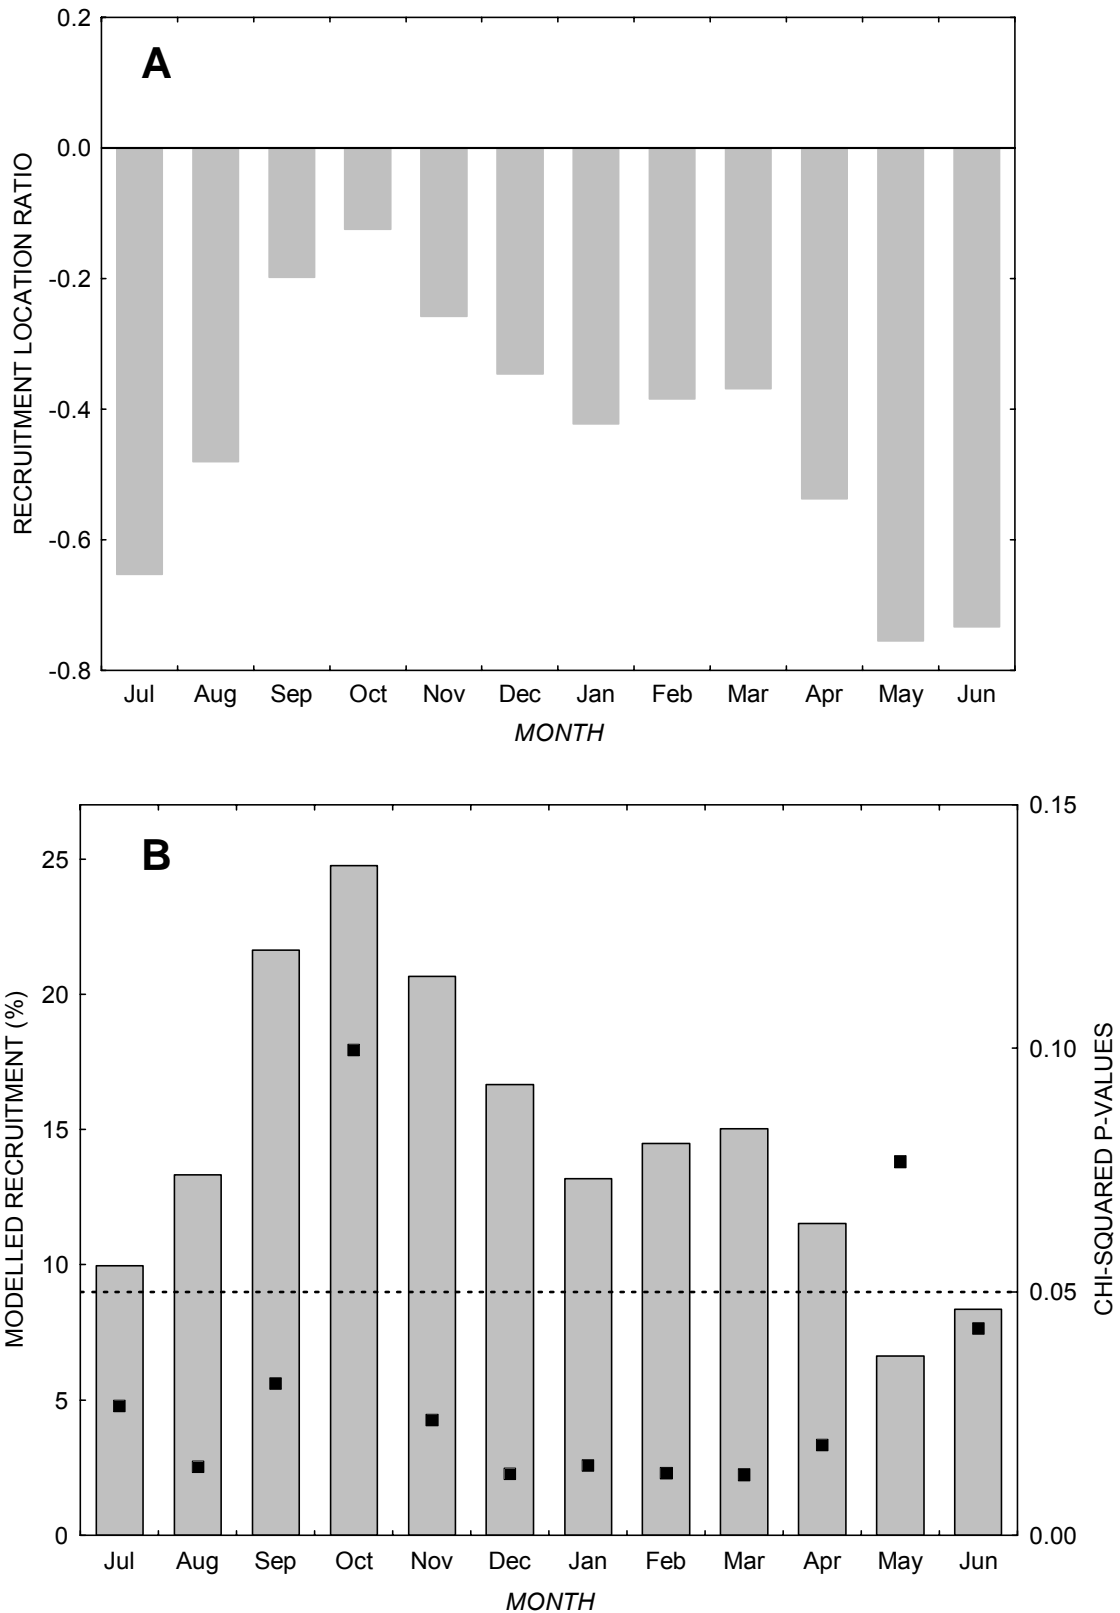 0.2
A
0.0
-0.2
-0.4
-0.6
-0.8
RECRUITMENT LOCATION RATIO
Jul Aug Sep Oct Nov Dec Jan Feb Mar Apr May Jun
MONTH
B
25
20
15
10
5
0
MODELLED RECRUITMENT (%)
0.15
0.10
0.05
0.00
CHI-SQUARED P-VALUES
Jul Aug Sep Oct Nov Dec Jan Feb Mar Apr May Jun
MONTH